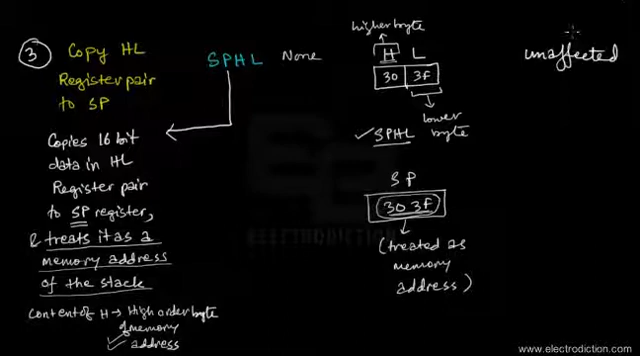 3 Copy HL
Register pair
to SP
Copies 16 bit
data in HL
Register pair
to SP register,
& treats it as a
memory address
of the stack
content of H → High order byte
of memory
address
SPHL
None
higher byte
H L
30 3f
lower
byte
SPHL
SP
30 3f
(treated as
memory
address)
unaffected
ELECTRODICTION
www.electrodiction.com